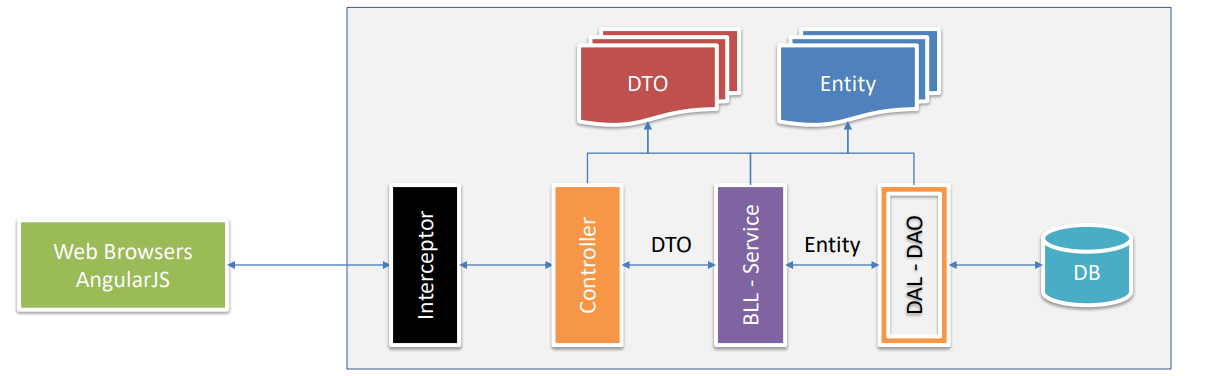 DTO
Entity
Web Browsers
AngularJS
Interceptor
Controller
DTO
BLL - Service
Entity
DAL - DAO
DB